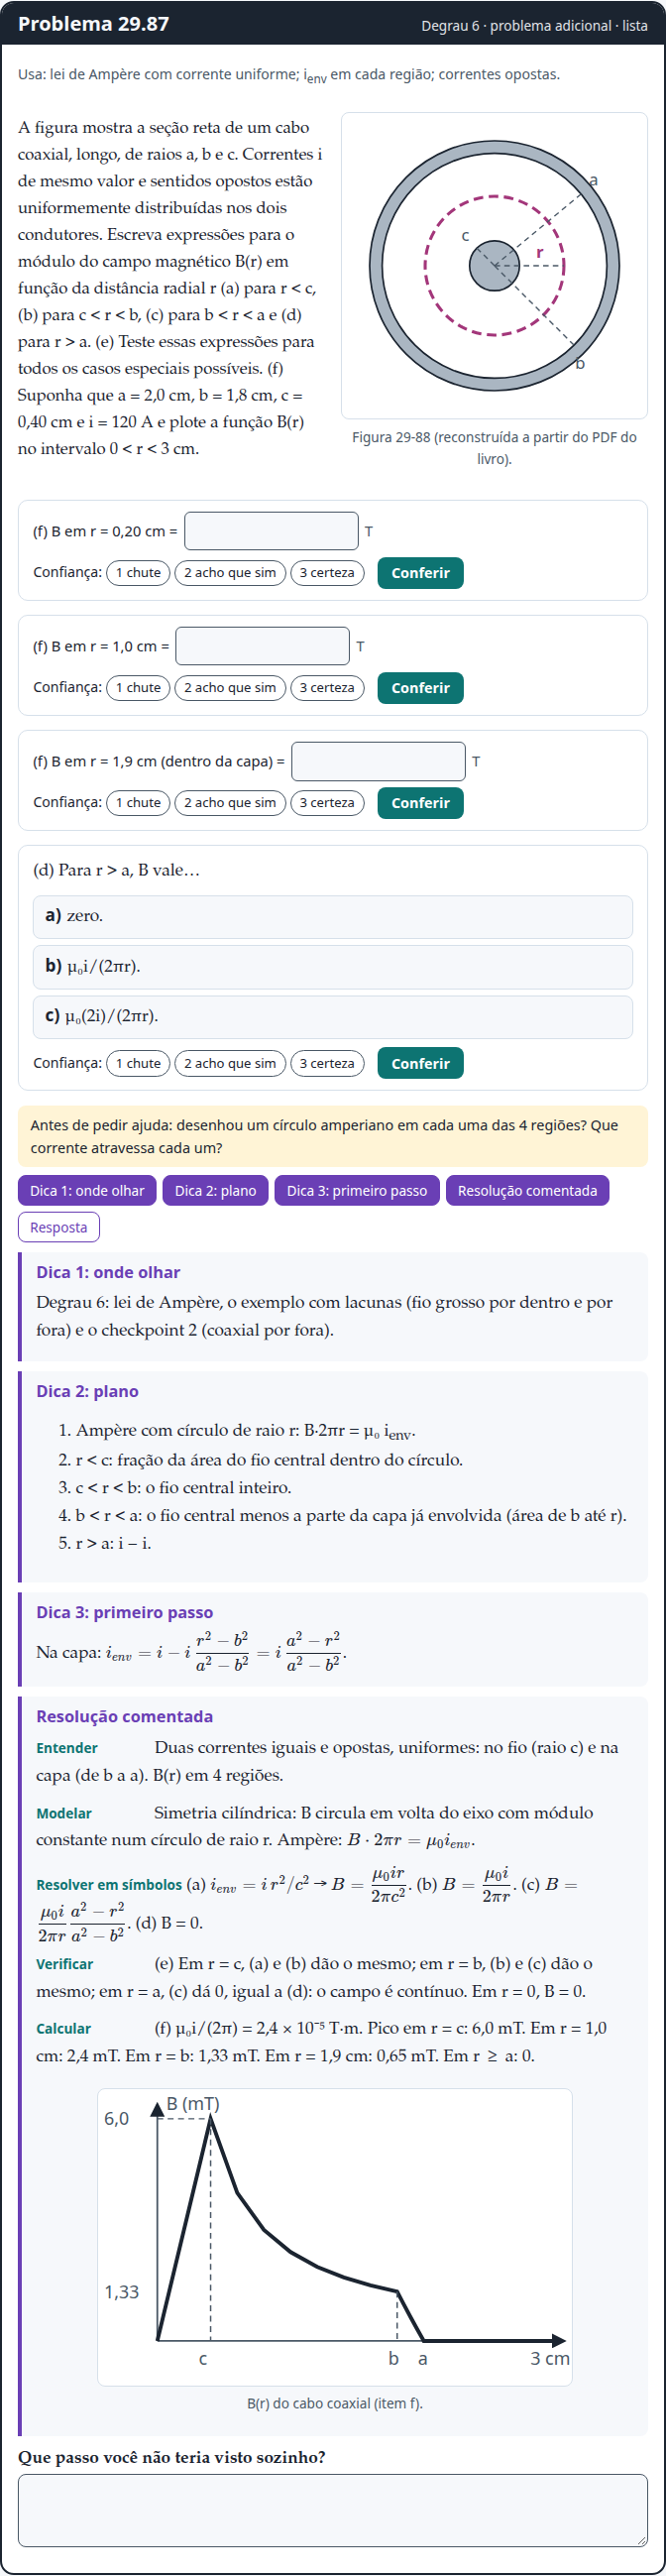 Problema 29.87
Degrau 6 · problema adicional · lista
Usa: lei de Ampère com corrente uniforme; i_env em cada região; correntes opostas.
A figura mostra a seção reta de um cabo
coaxial, longo, de raios a, b e c. Correntes i
de mesmo valor e sentidos opostos estão
uniformemente distribuídas nos dois
condutores. Escreva expressões para o
módulo do campo magnético B(r) em
função da distância radial r (a) para r < c,
(b) para c < r < b, (c) para b < r < a e (d)
para r > a. (e) Teste essas expressões para
todos os casos especiais possíveis. (f)
Suponha que a = 2,0 cm, b = 1,8 cm, c =
0,40 cm e i = 120 A e plote a função B(r)
no intervalo 0 < r < 3 cm.
a
c
r
b
Figura 29-88 (reconstruída a partir do PDF do
livro).
(f) B em r = 0,20 cm = T
Confiança: 1 chute 2 acho que sim 3 certeza Conferir
(f) B em r = 1,0 cm = T
Confiança: 1 chute 2 acho que sim 3 certeza Conferir
(f) B em r = 1,9 cm (dentro da capa) = T
Confiança: 1 chute 2 acho que sim 3 certeza Conferir
(d) Para r > a, B vale…
a) zero.
b) μ₀i/(2πr).
c) μ₀(2i)/(2πr).
Confiança: 1 chute 2 acho que sim 3 certeza Conferir
Antes de pedir ajuda: desenhou um círculo amperiano em cada uma das 4 regiões? Que
corrente atravessa cada um?
Dica 1: onde olhar Dica 2: plano Dica 3: primeiro passo Resolução comentada
Resposta
Dica 1: onde olhar
Degrau 6: lei de Ampère, o exemplo com lacunas (fio grosso por dentro e por
fora) e o checkpoint 2 (coaxial por fora).
Dica 2: plano
1. Ampère com círculo de raio r: B·2πr = μ₀ i_env.
2. r < c: fração da área do fio central dentro do círculo.
3. c < r < b: o fio central inteiro.
4. b < r < a: o fio central menos a parte da capa já envolvida (área de b até r).
5. r > a: i − i.
Dica 3: primeiro passo
Na capa: i_env = i − i (r² − b²)/(a² − b²) = i (a² − r²)/(a² − b²).
Resolução comentada
Entender Duas correntes iguais e opostas, uniformes: no fio (raio c) e na
capa (de b a a). B(r) em 4 regiões.
Modelar Simetria cilíndrica: B circula em volta do eixo com módulo
constante num círculo de raio r. Ampère: B · 2πr = μ₀i_env.
Resolver em símbolos (a) i_env = i r²/c² → B = μ₀ir/(2πc²). (b) B = μ₀i/(2πr). (c) B =
μ₀i/(2πr) (a² − r²)/(a² − b²). (d) B = 0.
Verificar (e) Em r = c, (a) e (b) dão o mesmo; em r = b, (b) e (c) dão o
mesmo; em r = a, (c) dá 0, igual a (d): o campo é contínuo. Em r = 0, B = 0.
Calcular (f) μ₀i/(2π) = 2,4 × 10⁻⁵ T·m. Pico em r = c: 6,0 mT. Em r = 1,0
cm: 2,4 mT. Em r = b: 1,33 mT. Em r = 1,9 cm: 0,65 mT. Em r ≥ a: 0.
B (mT)
6,0
1,33
c b a 3 cm
B(r) do cabo coaxial (item f).
Que passo você não teria visto sozinho?